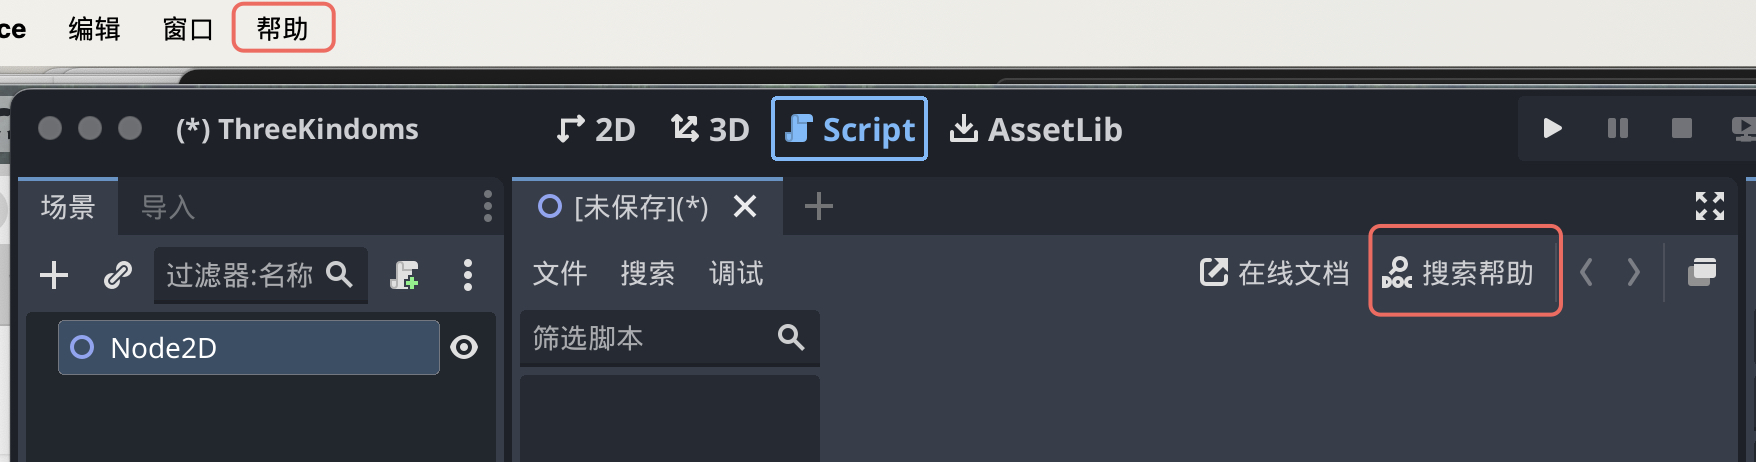 ce 编辑 窗口 帮助
(*) ThreeKindoms 2D 3D Script AssetLib
场景 导入 [未保存](*)
过滤器:名称 文件 搜索 调试 在线文档 DOC 搜索帮助
筛选脚本
Node2D